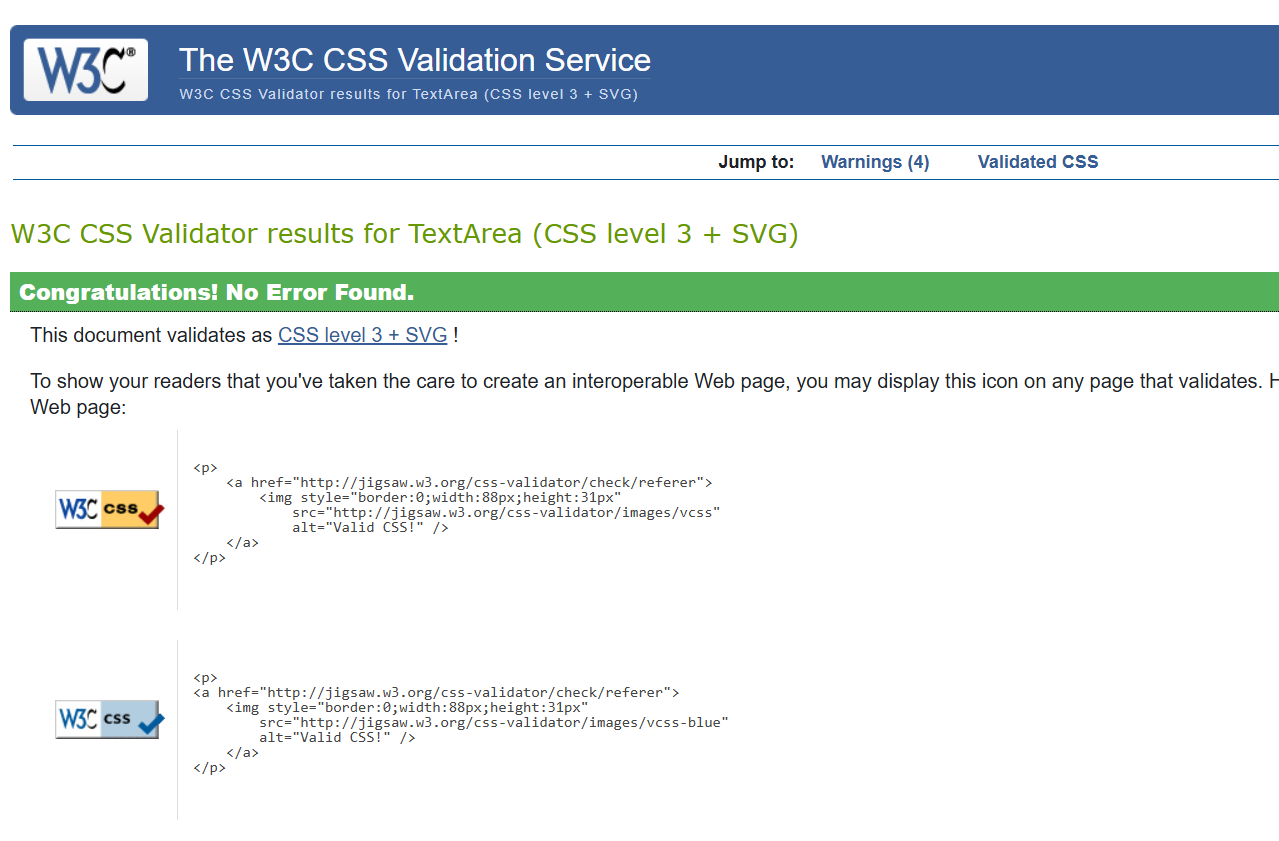 W3C®
The W3C CSS Validation Service
W3C CSS Validator results for TextArea (CSS level 3 + SVG)
Jump to: Warnings (4) Validated CSS
W3C CSS Validator results for TextArea (CSS level 3 + SVG)
Congratulations! No Error Found.
This document validates as CSS level 3 + SVG !
To show your readers that you've taken the care to create an interoperable Web page, you may display this icon on any page that validates. H
Web page:
W3C css
<p>
    <a href="http://jigsaw.w3.org/css-validator/check/referer">
        <img style="border:0;width:88px;height:31px"
            src="http://jigsaw.w3.org/css-validator/images/vcss"
            alt="Valid CSS!" />
    </a>
</p>
W3C css
<p>
<a href="http://jigsaw.w3.org/css-validator/check/referer">
    <img style="border:0;width:88px;height:31px"
        src="http://jigsaw.w3.org/css-validator/images/vcss-blue"
        alt="Valid CSS!" />
    </a>
</p>